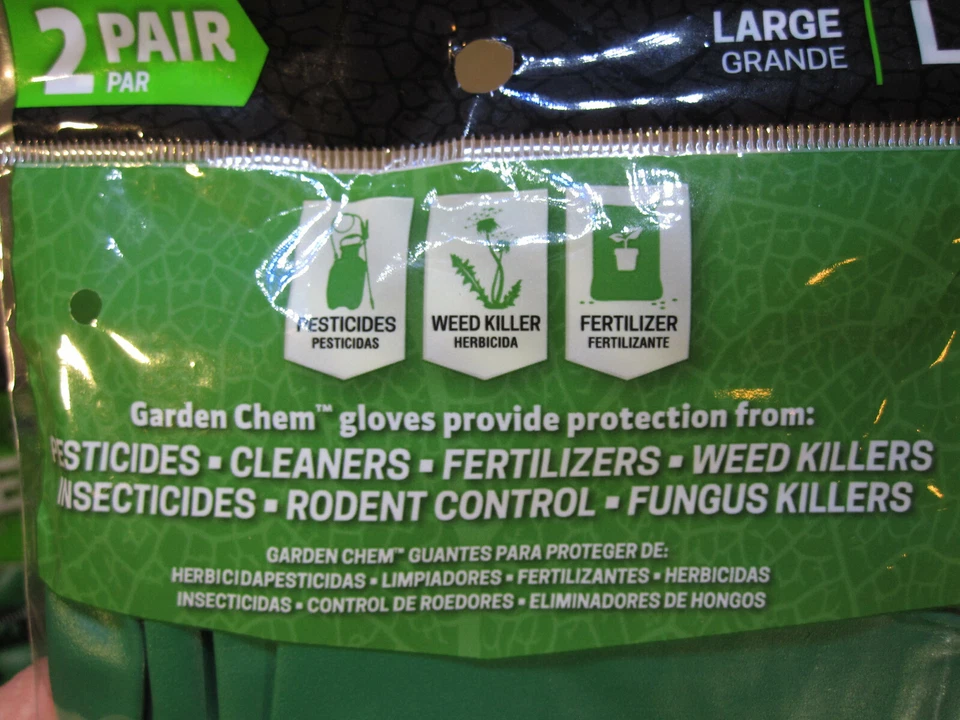 2 PAIR
PAR
LARGE
GRANDE
L
PESTICIDES
PESTICIDAS
WEED KILLER
HERBICIDA
FERTILIZER
FERTILIZANTE
Garden Chem™ gloves provide protection from:
PESTICIDES ▪ CLEANERS ▪ FERTILIZERS ▪ WEED KILLERS
INSECTICIDES ▪ RODENT CONTROL ▪ FUNGUS KILLERS
GARDEN CHEM™ GUANTES PARA PROTEGER DE:
HERBICIDAPESTICIDAS ▪ LIMPIADORES ▪ FERTILIZANTES ▪ HERBICIDAS
INSECTICIDAS ▪ CONTROL DE ROEDORES ▪ ELIMINADORES DE HONGOS